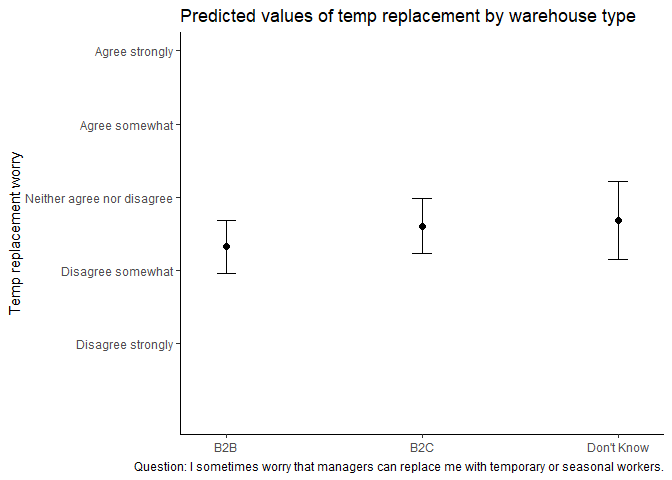 Predicted values of temp replacement by warehouse type
Agree strongly
Agree somewhat
Neither agree nor disagree
Disagree somewhat
Disagree strongly
Temp replacement worry
B2B
B2C
Don't Know
Question: I sometimes worry that managers can replace me with temporary or seasonal workers.